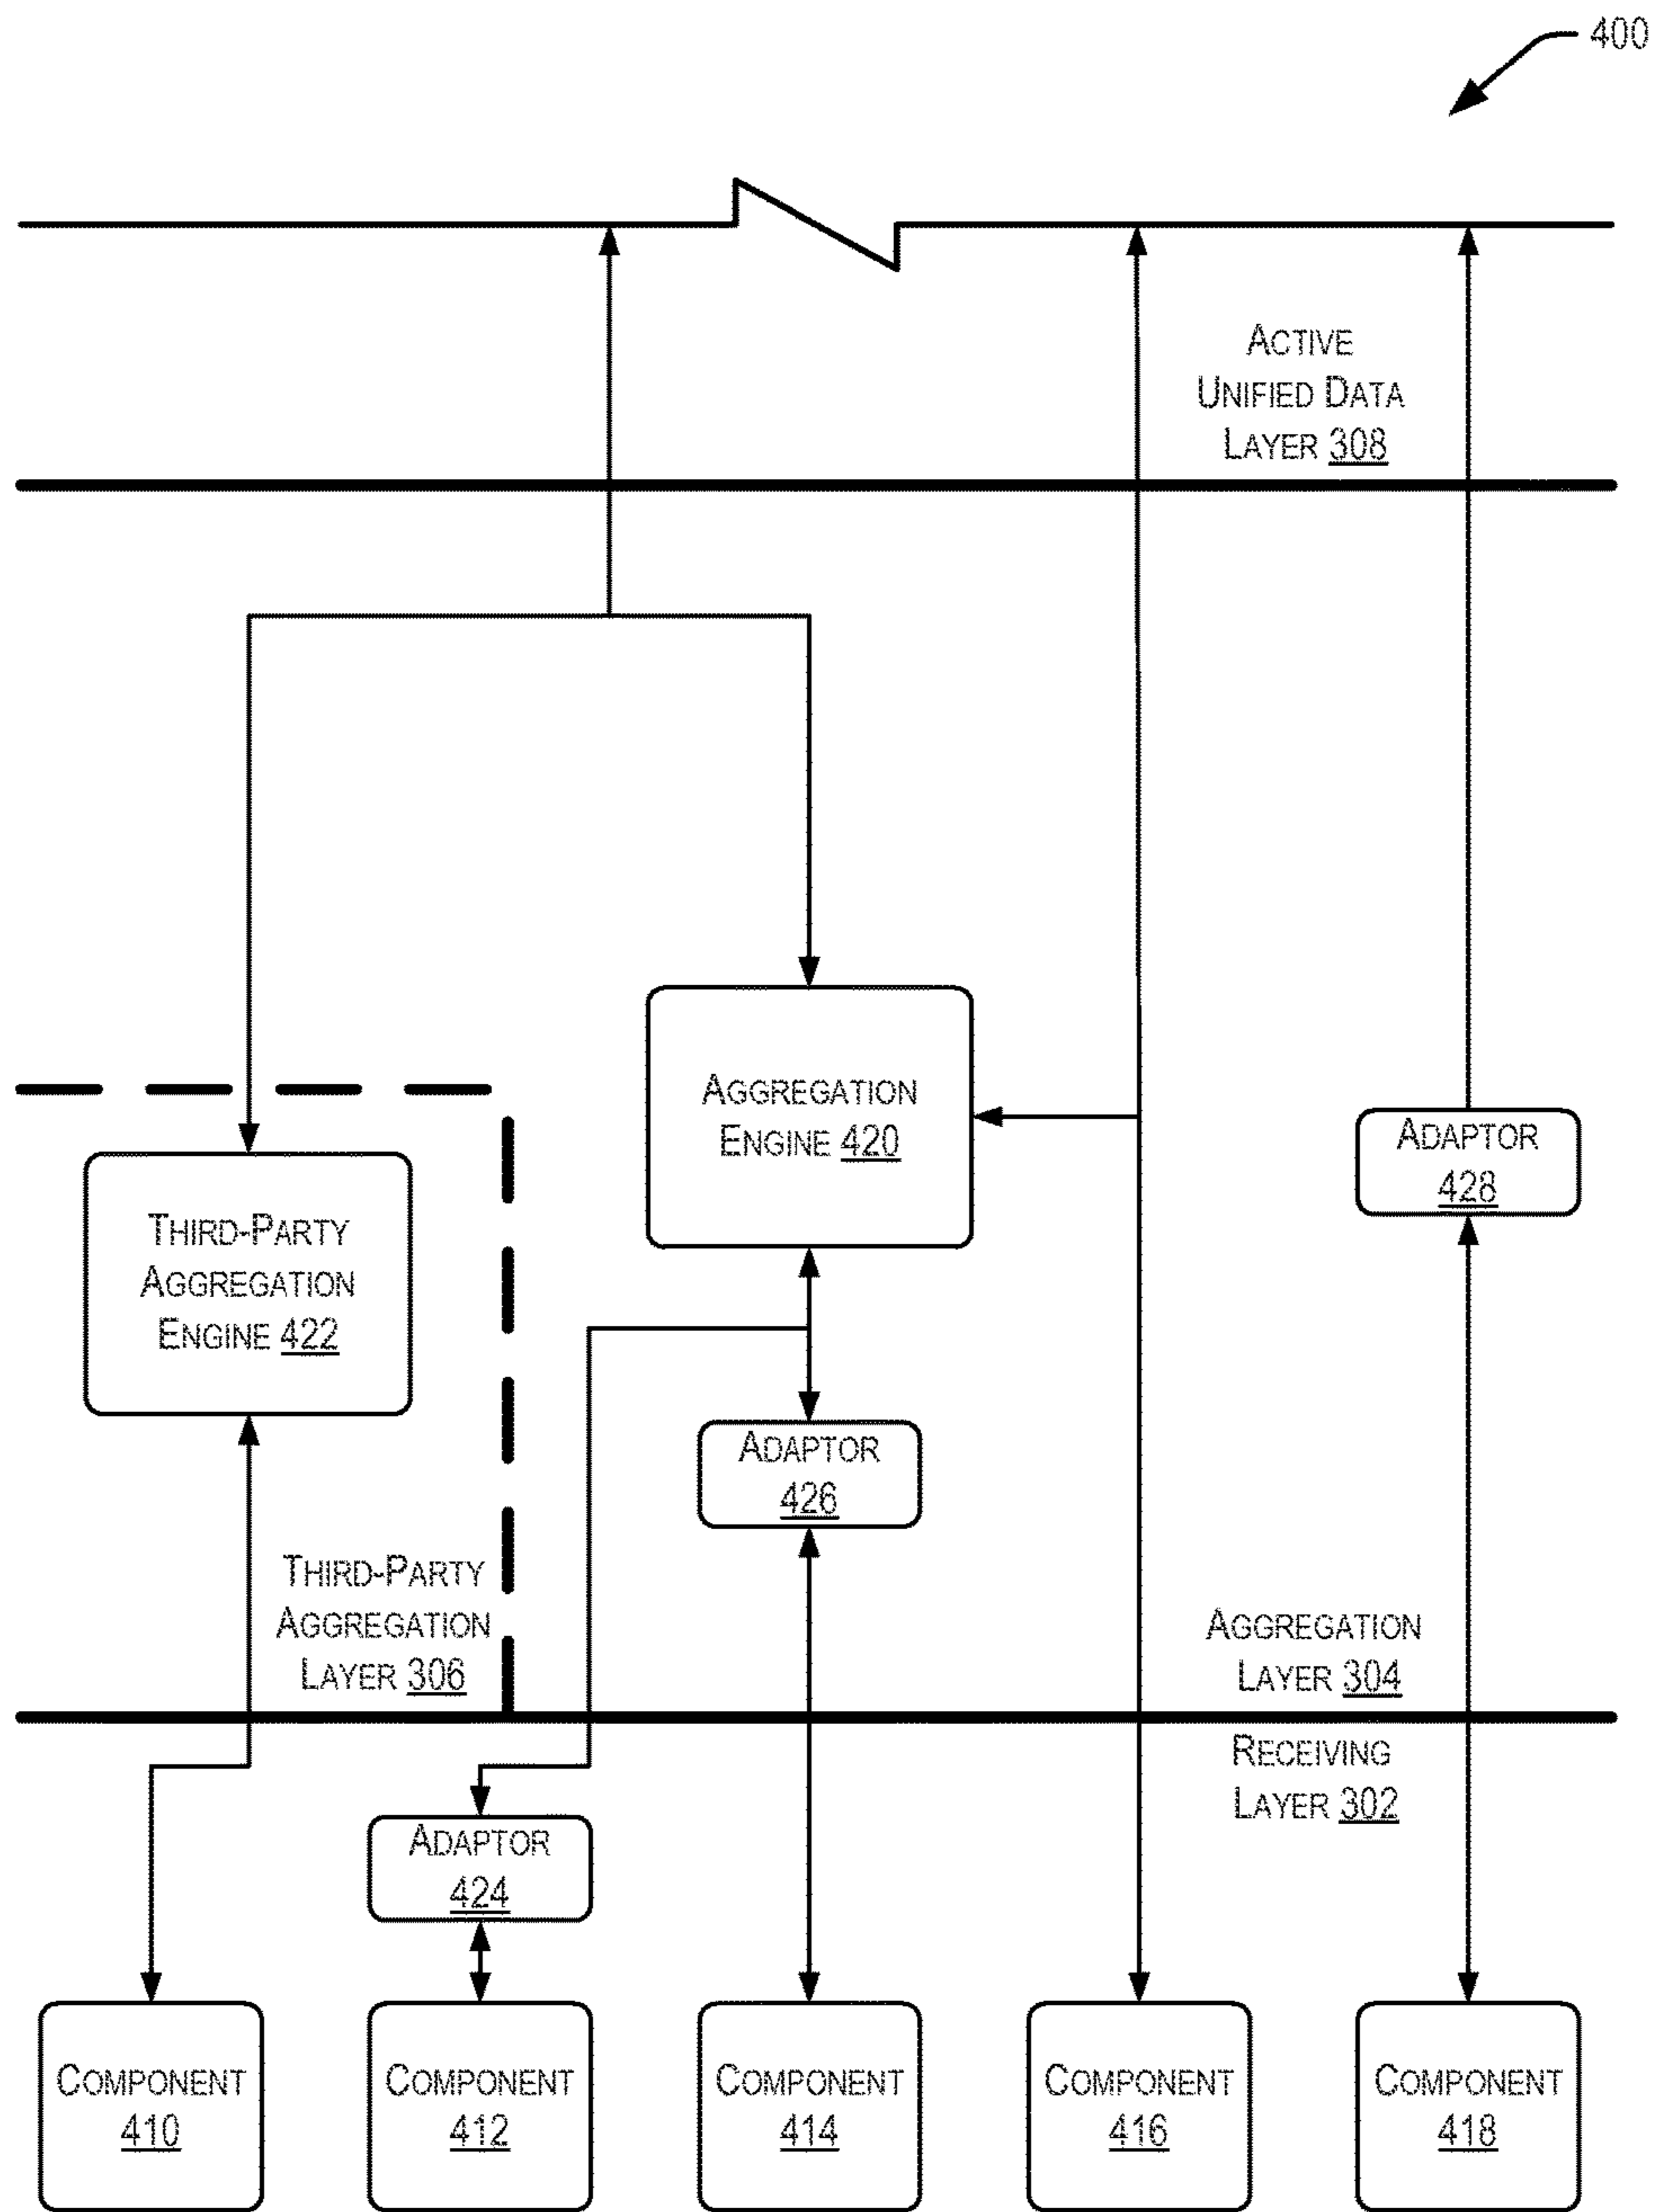 400
ACTIVE
UNIFIED DATA
LAYER 308
AGGREGATION
ENGINE 420
ADAPTOR
428
THIRD-PARTY
AGGREGATION
ENGINE 422
ADAPTOR
426
THIRD-PARTY
AGGREGATION
LAYER 306
AGGREGATION
LAYER 304
RECEIVING
LAYER 302
ADAPTOR
424
COMPONENT
410
COMPONENT
412
COMPONENT
414
COMPONENT
416
COMPONENT
418